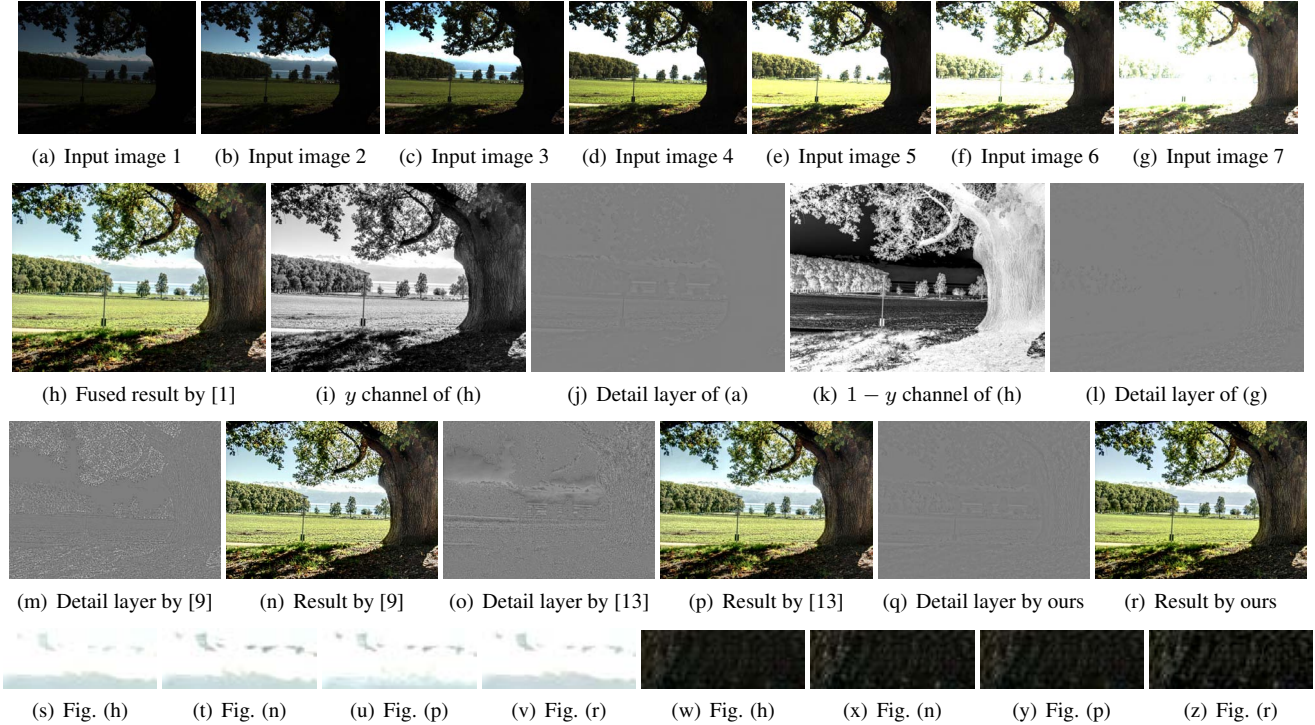 (a) Input image 1 (b) Input image 2 (c) Input image 3 (d) Input image 4 (e) Input image 5 (f) Input image 6 (g) Input image 7
(h) Fused result by [1] (i) y channel of (h) (j) Detail layer of (a) (k) 1 − y channel of (h) (l) Detail layer of (g)
(m) Detail layer by [9] (n) Result by [9] (o) Detail layer by [13] (p) Result by [13] (q) Detail layer by ours (r) Result by ours
(s) Fig. (h) (t) Fig. (n) (u) Fig. (p) (v) Fig. (r) (w) Fig. (h) (x) Fig. (n) (y) Fig. (p) (z) Fig. (r)